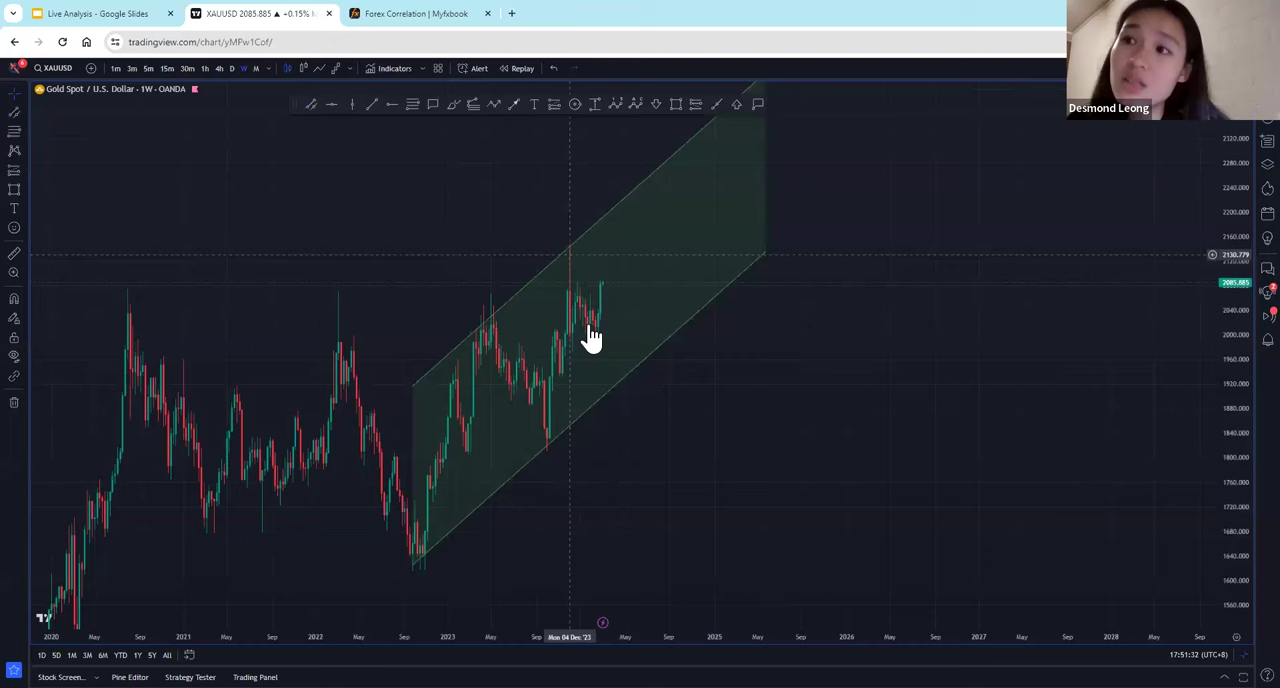 Live Analysis - Google Slides
XAUUSD 2085.885 ▲ +0.15%
Forex Correlation | Myfxbook
tradingview.com/chart/yMPw1Cof/
6
XAUUSD
1m 3m 5m 15m 30m 1h 4h D W M
Indicators
Alert
Replay
Gold Spot / U.S. Dollar · 1W · OANDA
Desmond Leong
2120.000
2280.000
2240.000
2200.000
2160.000
2130.779
2085.885
2040.000
2000.000
1960.000
1920.000
1880.000
1840.000
1800.000
1760.000
1720.000
1680.000
1640.000
1600.000
1560.000
2
2020 May Sep 2021 May Sep 2022 May Sep 2023 May Sep Mon 04 Dec '23 May Sep 2025 May Sep 2026 May Sep 2027 May Sep 2028 May Sep
1D 5D 1M 3M 6M YTD 1Y 5Y All
17:51:32 (UTC+8)
Stock Screen... Pine Editor Strategy Tester Trading Panel